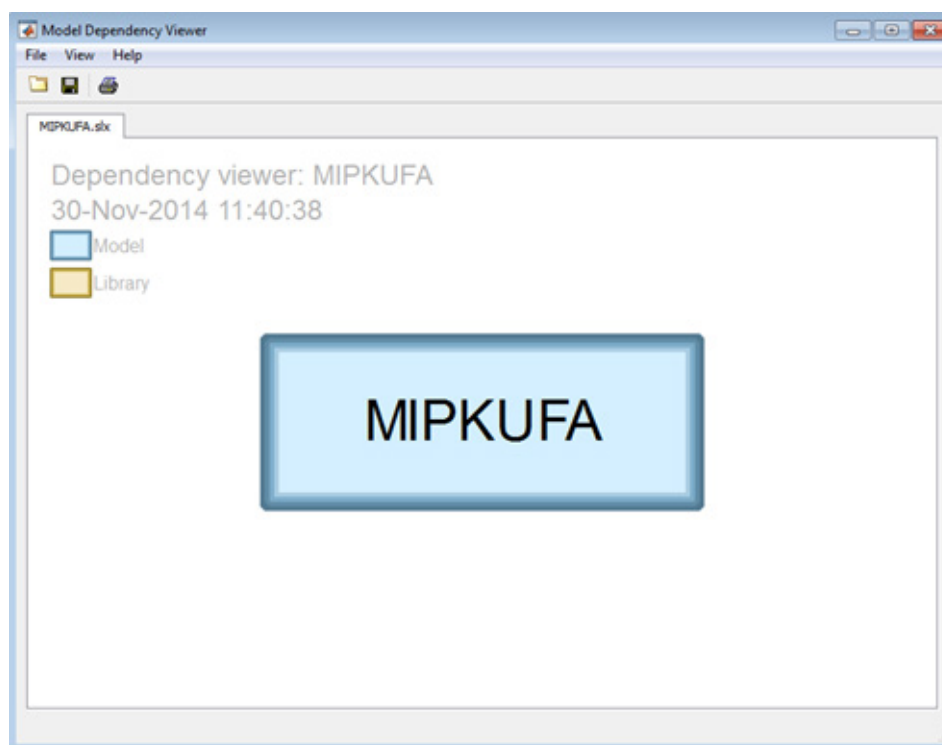 Model Dependency Viewer
File View Help
MIPKUFA.slx
Dependency viewer: MIPKUFA
30-Nov-2014 11:40:38
Model
Library
MIPKUFA